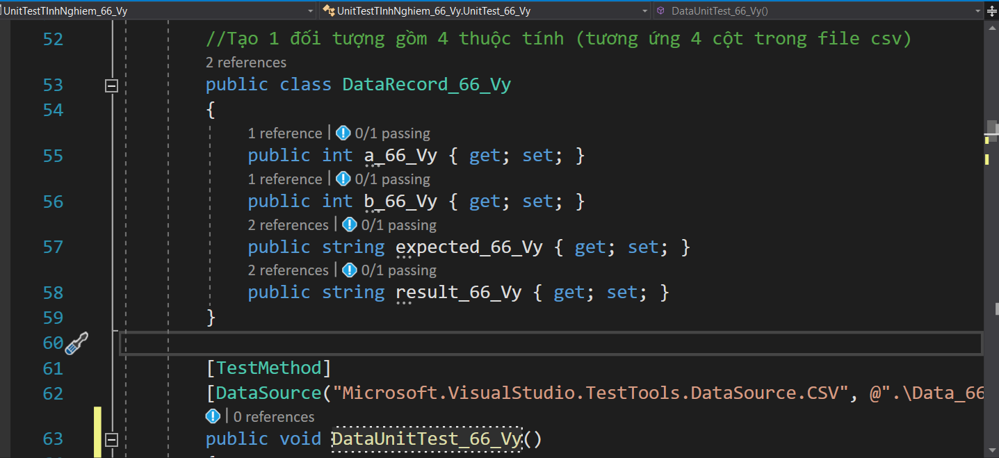 UnitTestTInhNghiem_66_Vy UnitTestTInhNghiem_66_Vy.UnitTest_66_Vy DataUnitTest_66_Vy()
52 //Tạo 1 đối tượng gồm 4 thuộc tính (tương ứng 4 cột trong file csv)
2 references
53 public class DataRecord_66_Vy
54 {
1 reference | 0/1 passing
55 public int a_66_Vy { get; set; }
1 reference | 0/1 passing
56 public int b_66_Vy { get; set; }
2 references | 0/1 passing
57 public string expected_66_Vy { get; set; }
2 references | 0/1 passing
58 public string result_66_Vy { get; set; }
59 }
60
61 [TestMethod]
62 [DataSource("Microsoft.VisualStudio.TestTools.DataSource.CSV", @".\Data_66
| 0 references
63 public void DataUnitTest_66_Vy()